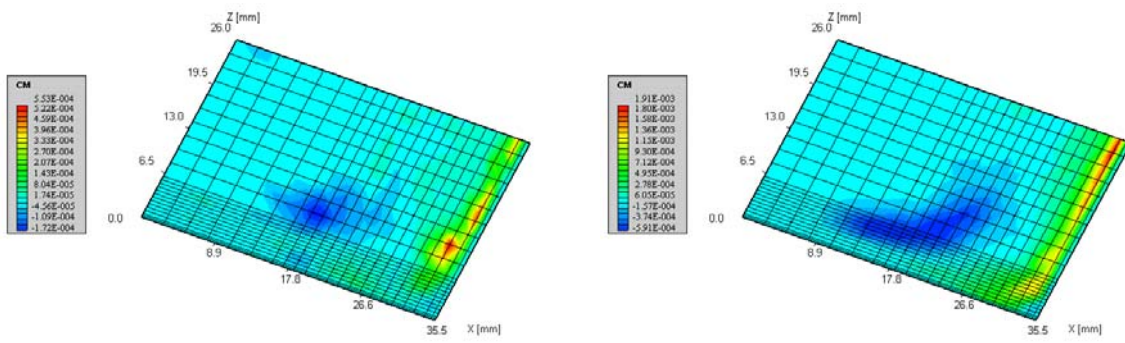 Z [mm]
26.0
19.5
13.0
6.5
0.0
8.9
17.8
26.6
35.5
X [mm]
CM
5.53E-004
5.22E-004
4.59E-004
3.96E-004
3.33E-004
2.70E-004
2.07E-004
1.43E-004
8.04E-005
1.74E-005
-4.56E-005
-1.09E-004
-1.72E-004
Z [mm]
26.0
19.5
13.0
6.5
0.0
8.9
17.8
26.6
35.5
X [mm]
CM
1.91E-003
1.80E-003
1.58E-003
1.36E-003
1.15E-003
9.30E-004
7.12E-004
4.95E-004
2.78E-004
6.05E-005
-1.57E-004
-3.74E-004
-5.91E-004